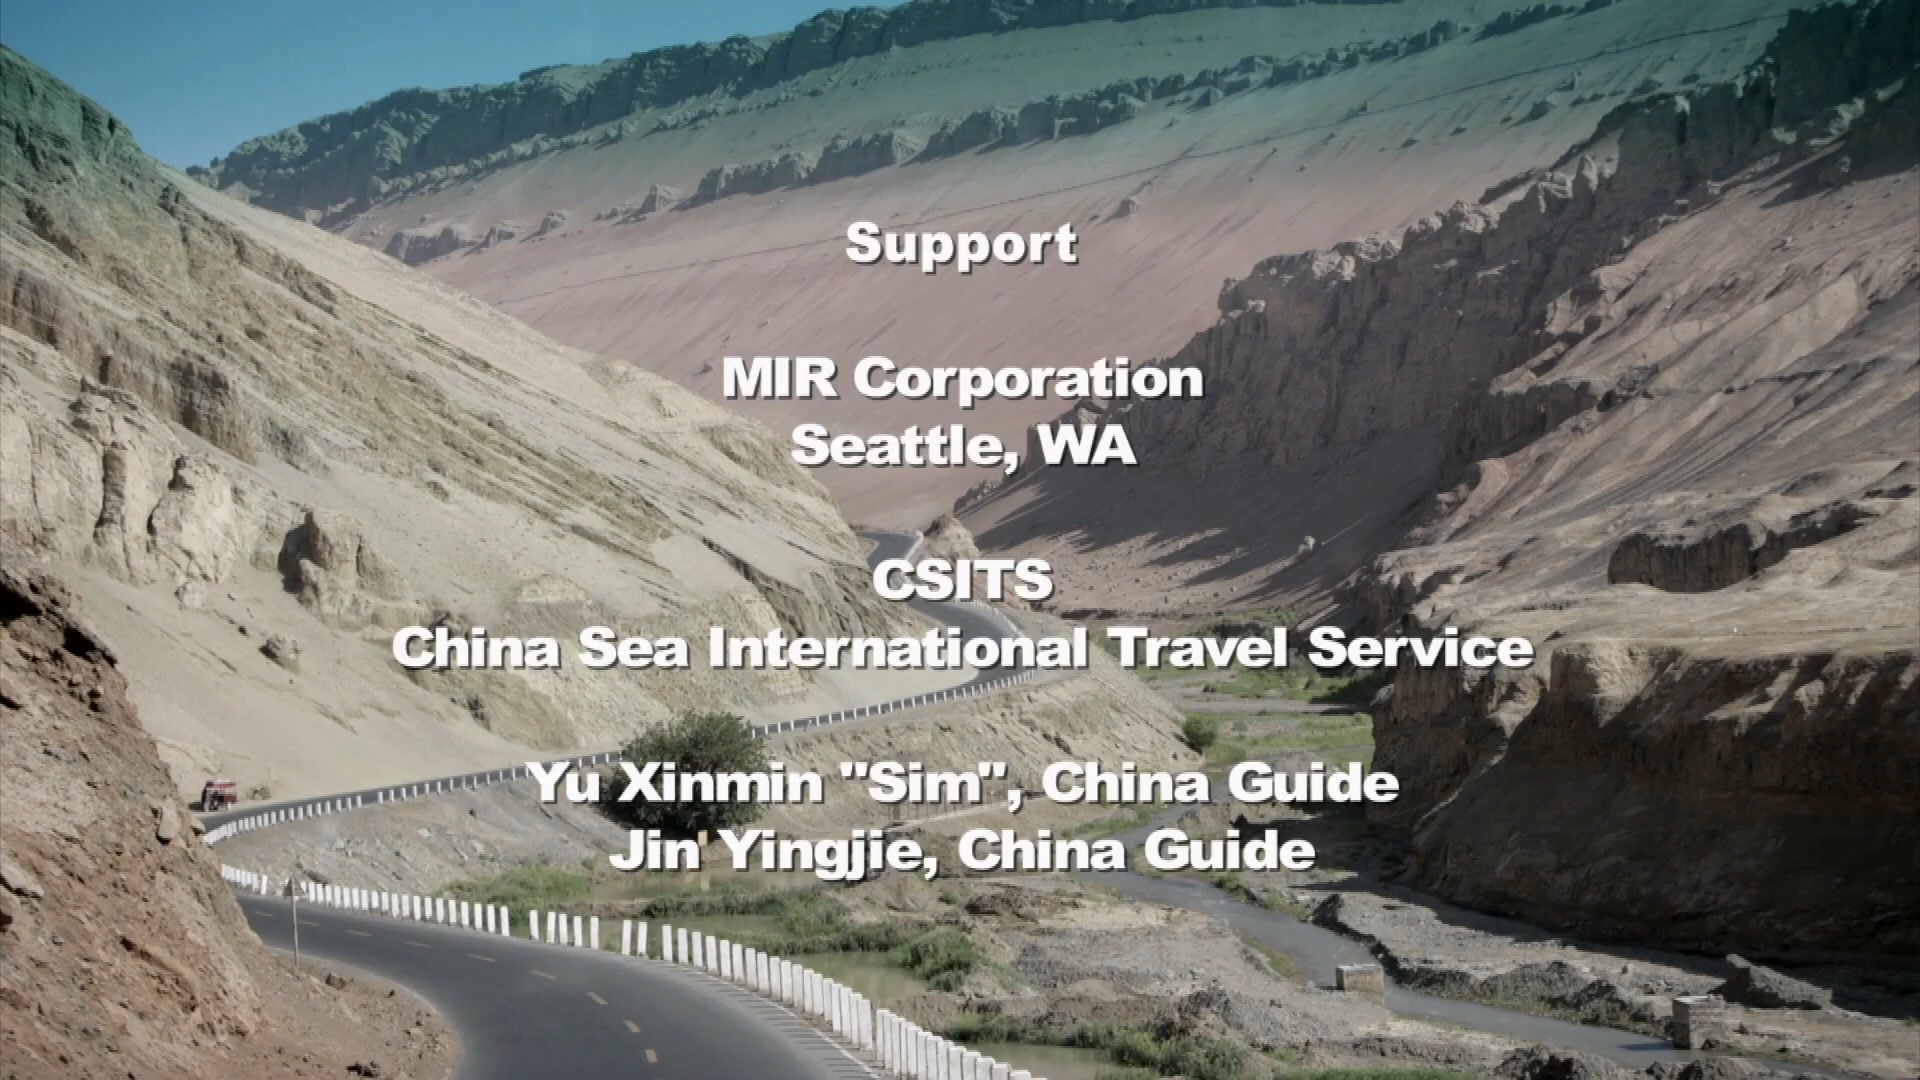 Support
MIR Corporation
Seattle, WA
CSITS
China Sea International Travel Service
Yu Xinmin "Sim", China Guide
Jin Yingjie, China Guide